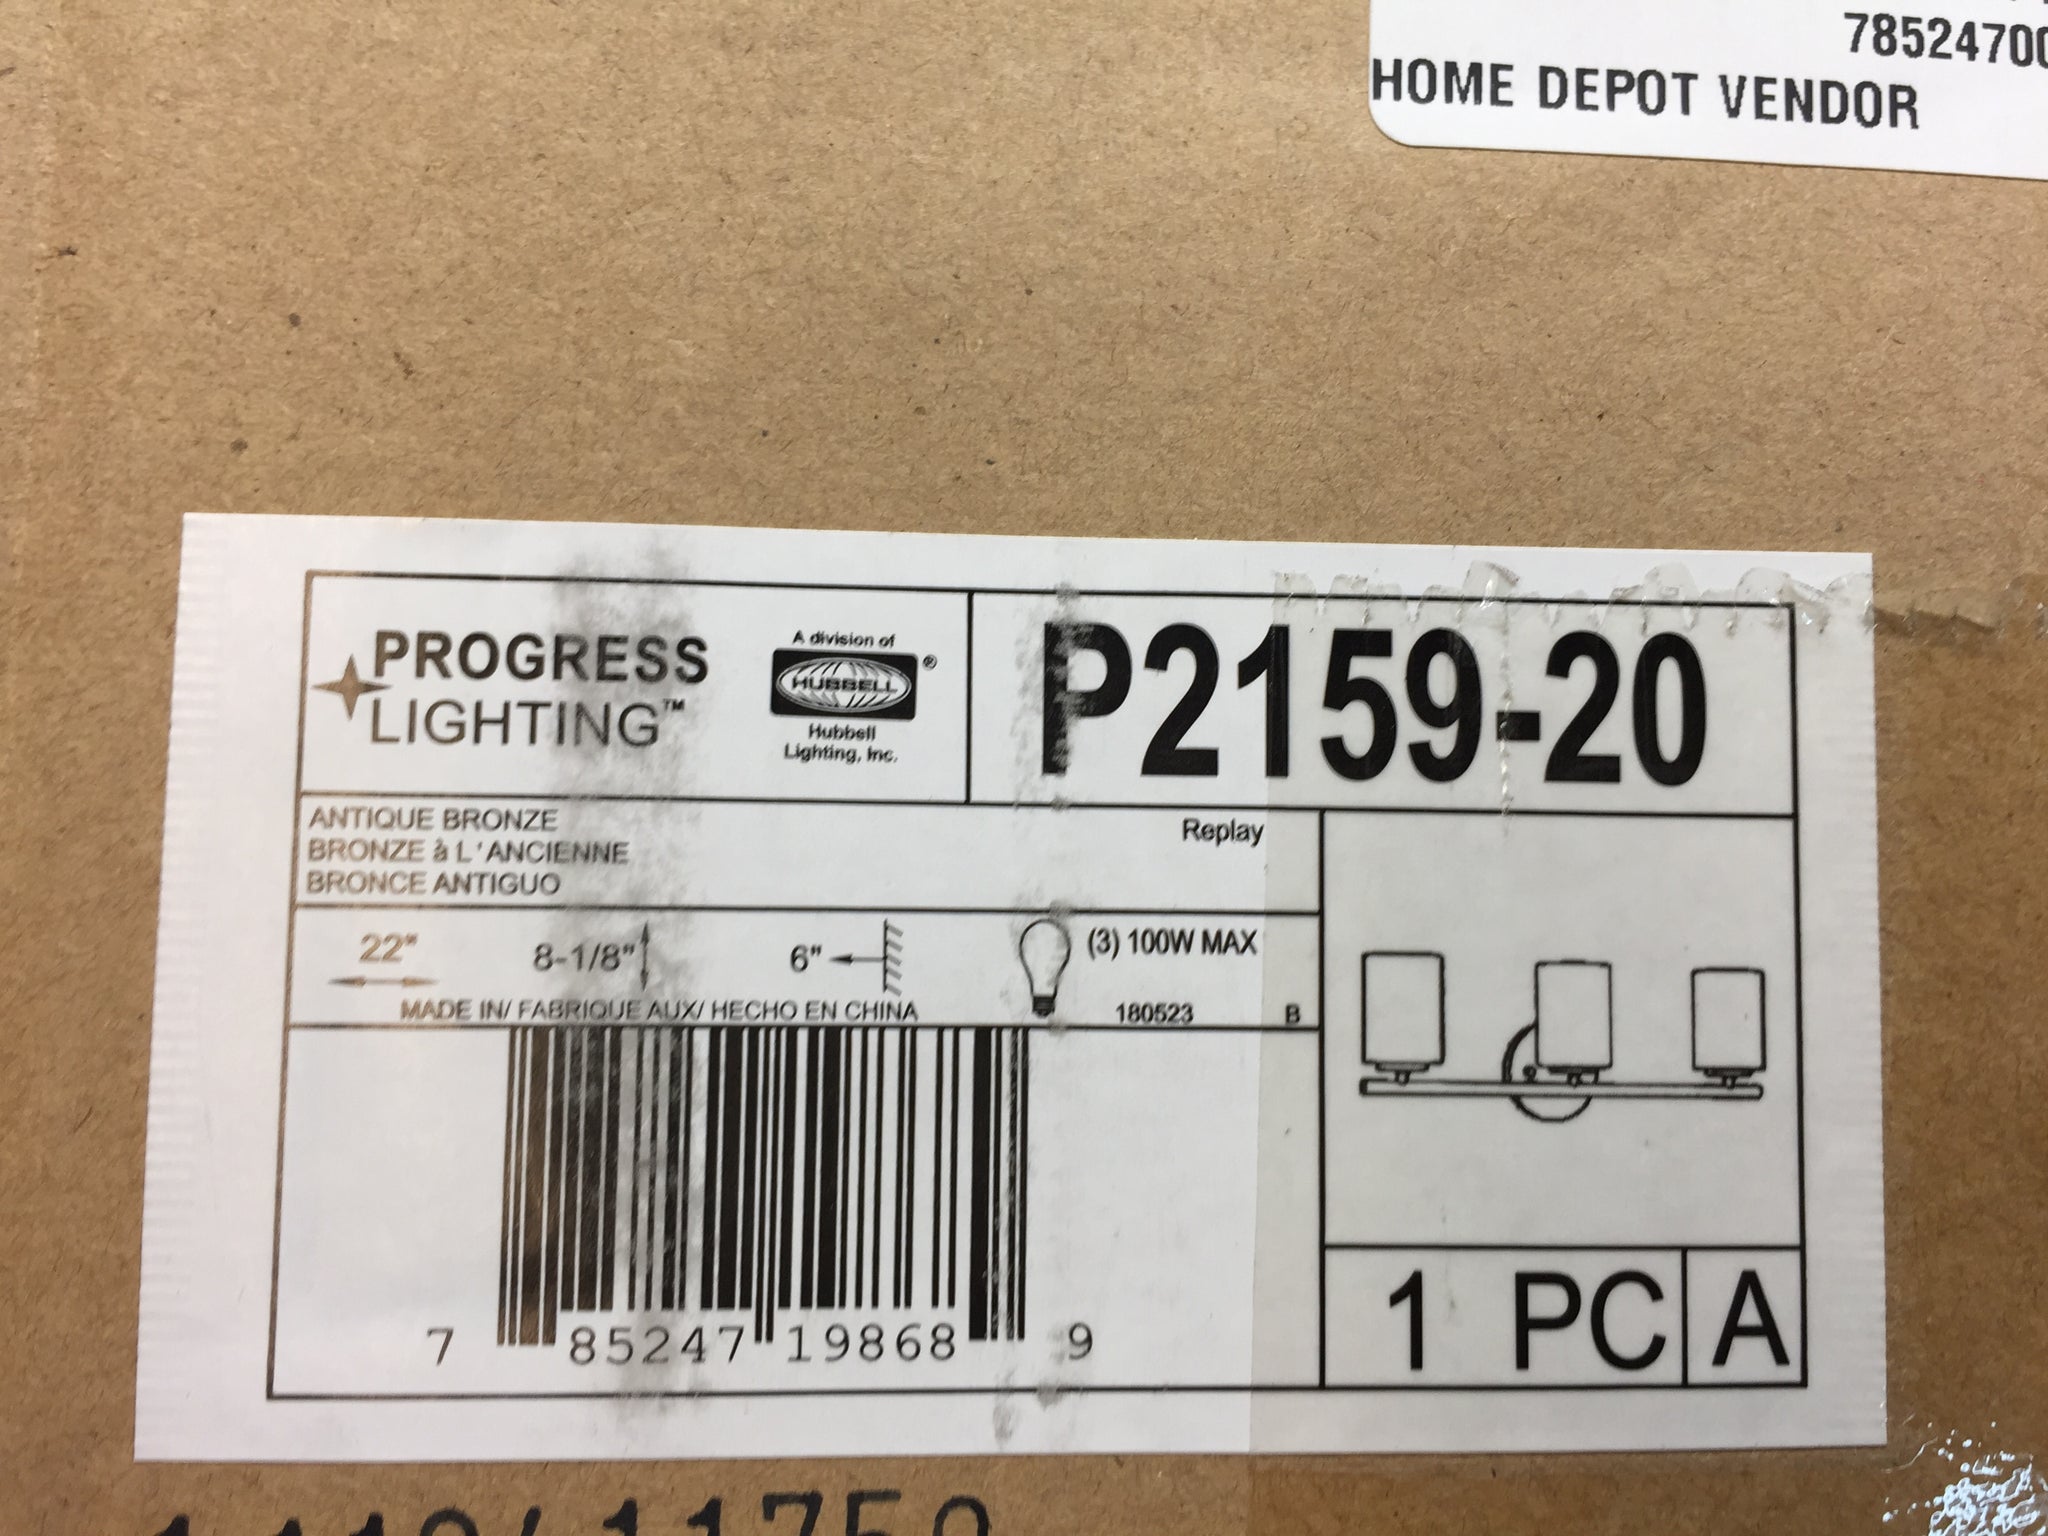 7852470
HOME DEPOT VENDOR
PROGRESS
LIGHTING™
A division of
HUBBELL ®
Hubbell
Lighting, Inc.
P2159-20
ANTIQUE BRONZE
BRONZE à L'ANCIENNE
BRONCE ANTIGUO
Replay
22" 8-1/8" 6" (3) 100W MAX
MADE IN/ FABRIQUE AUX/ HECHO EN CHINA 180523 B
7 85247 19868 9
1 PC A